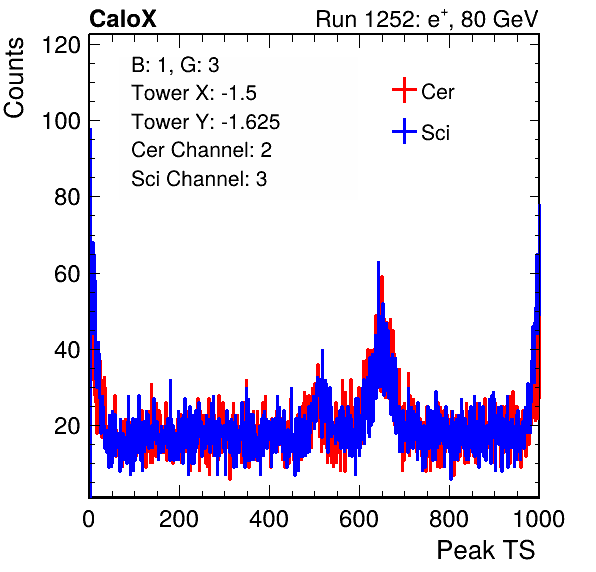 CaloX Run 1252: e⁺, 80 GeV
Counts
120
100
80
60
40
20
B: 1, G: 3
Tower X: -1.5
Tower Y: -1.625
Cer Channel: 2
Sci Channel: 3
Cer
Sci
0 200 400 600 800 1000
Peak TS